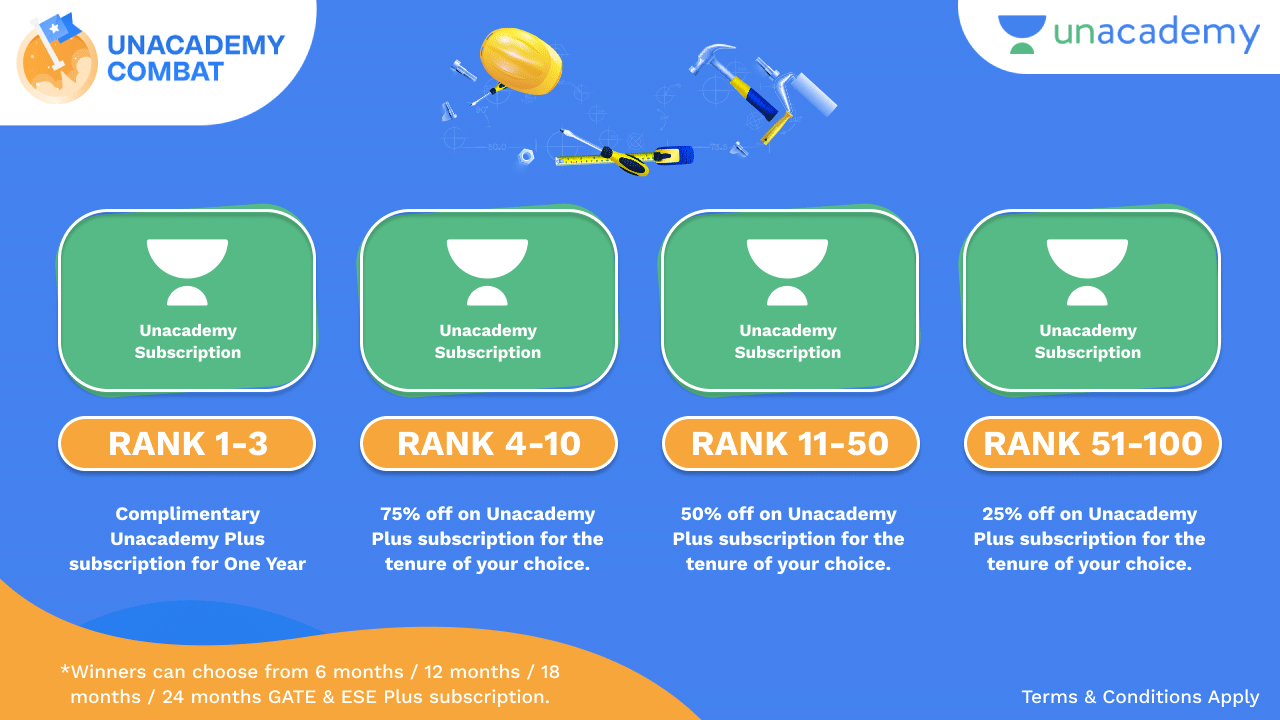 UNACADEMY
COMBAT
unacademy
Unacademy
Subscription
Unacademy
Subscription
Unacademy
Subscription
Unacademy
Subscription
RANK 1-3
RANK 4-10
RANK 11-50
RANK 51-100
Complimentary
Unacademy Plus
subscription for One Year
75% off on Unacademy
Plus subscription for the
tenure of your choice.
50% off on Unacademy
Plus subscription for the
tenure of your choice.
25% off on Unacademy
Plus subscription for the
tenure of your choice.
*Winners can choose from 6 months / 12 months / 18
months / 24 months GATE & ESE Plus subscription.
Terms & Conditions Apply